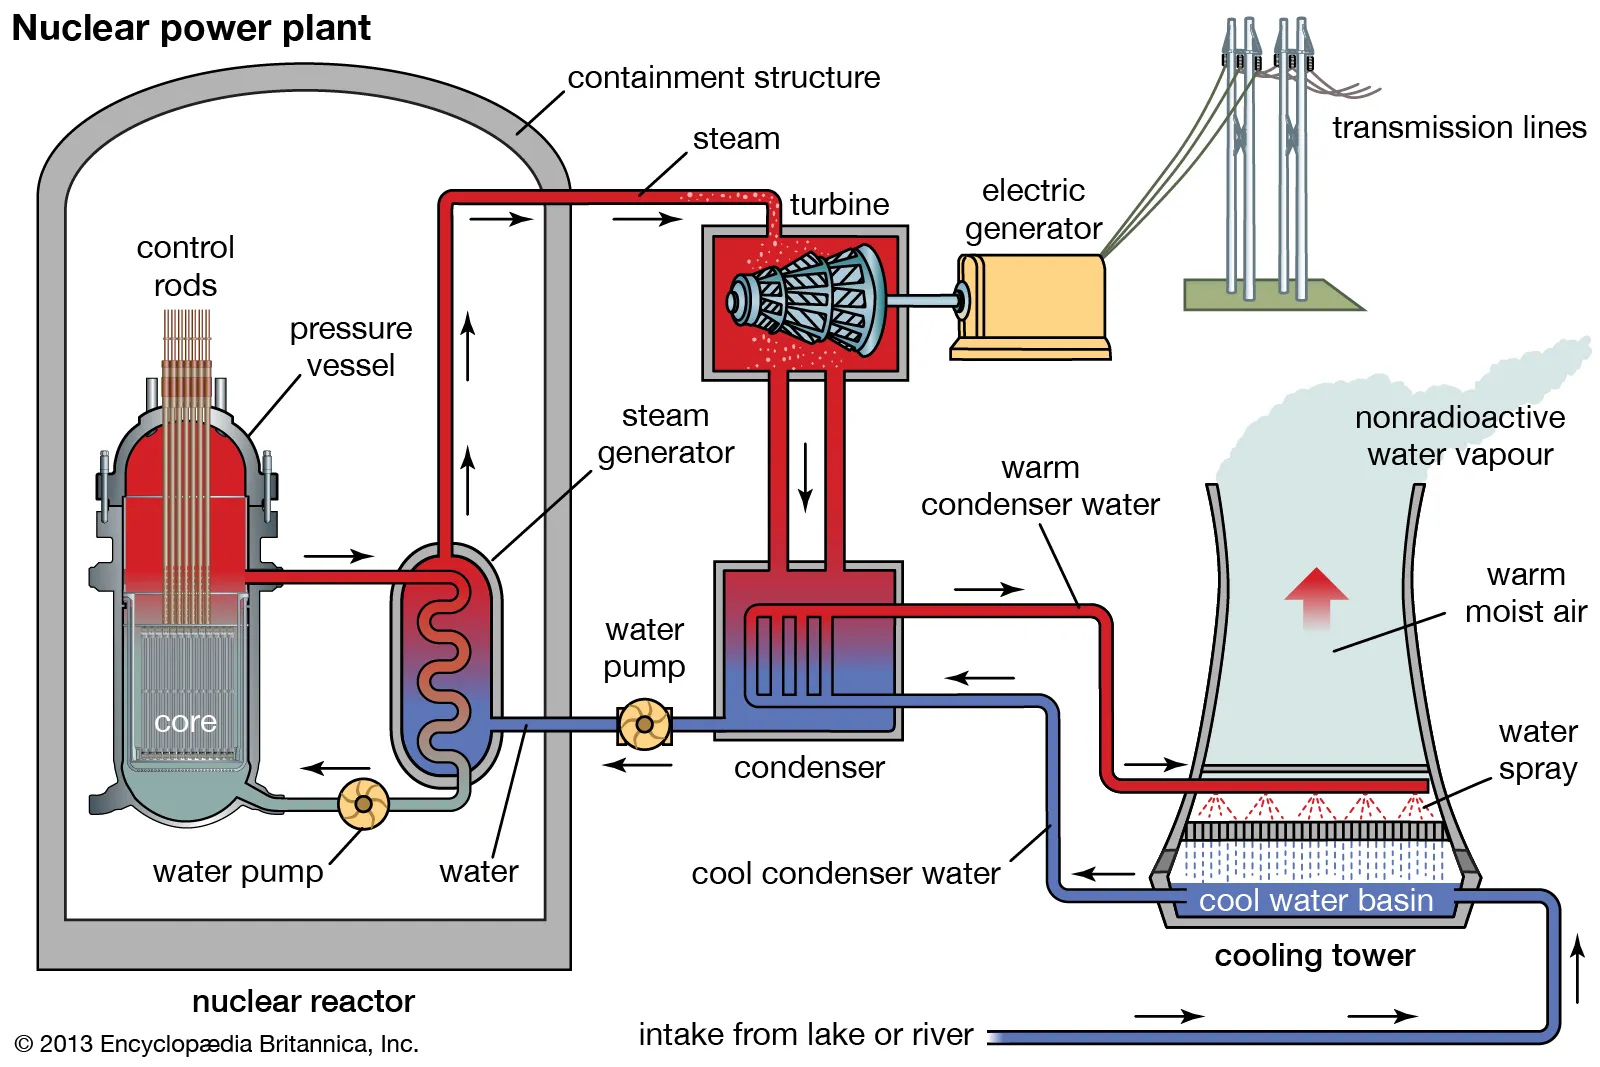 Nuclear power plant
containment structure
steam
transmission lines
turbine
electric
generator
control
rods
pressure
vessel
steam
generator
nonradioactive
water vapour
warm
condenser water
warm
moist air
water
pump
core
water
spray
condenser
water pump
water
cool condenser water
cool water basin
cooling tower
nuclear reactor
intake from lake or river
© 2013 Encyclopædia Britannica, Inc.